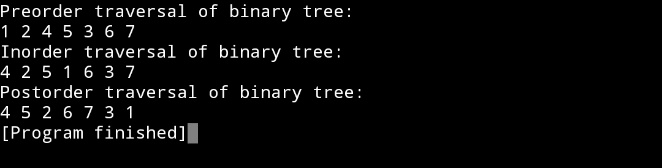 Preorder traversal of binary tree:
1 2 4 5 3 6 7
Inorder traversal of binary tree:
4 2 5 1 6 3 7
Postorder traversal of binary tree:
4 5 2 6 7 3 1
[Program finished]